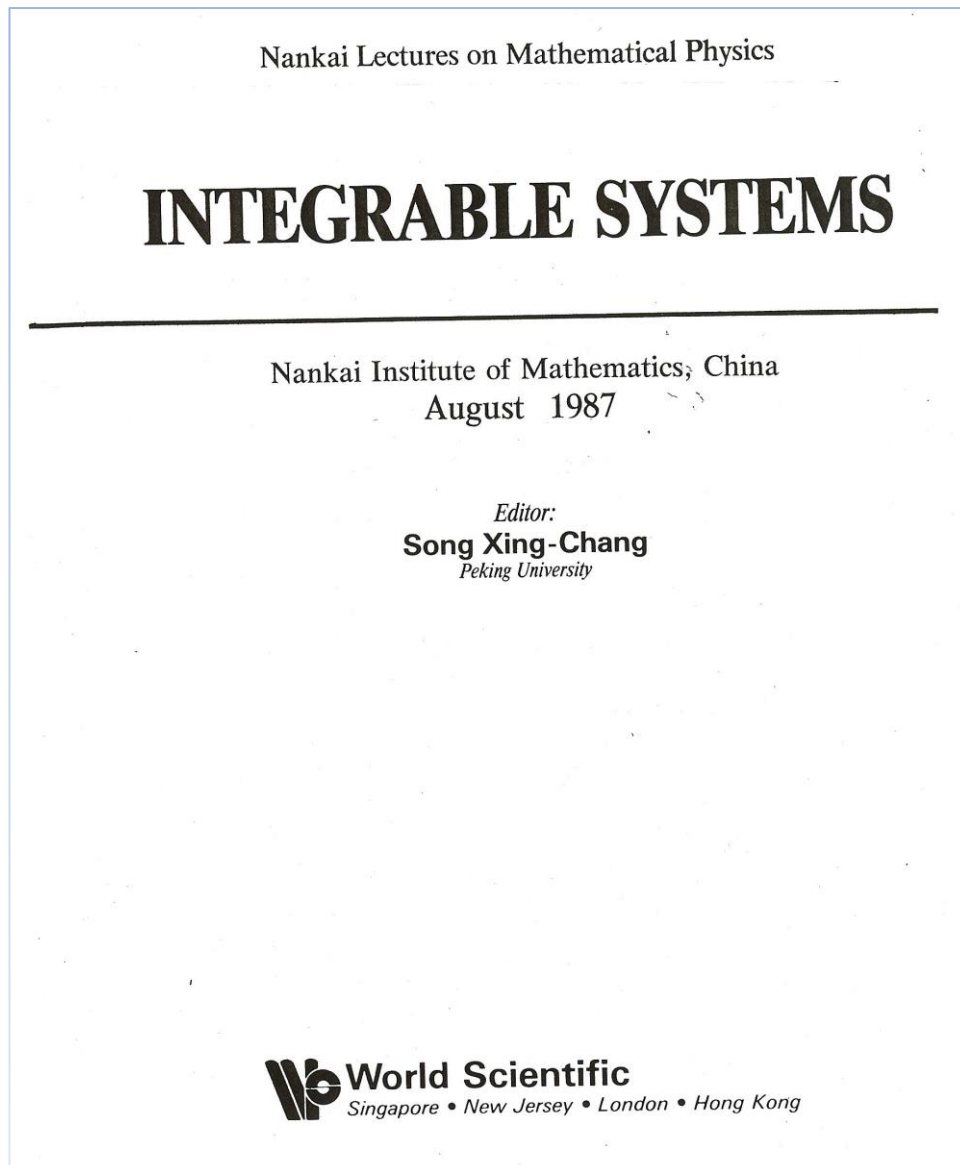 Nankai Lectures on Mathematical Physics
INTEGRABLE SYSTEMS
Nankai Institute of Mathematics, China
August 1987
Editor:
Song Xing-Chang
Peking University
World Scientific
Singapore • New Jersey • London • Hong Kong